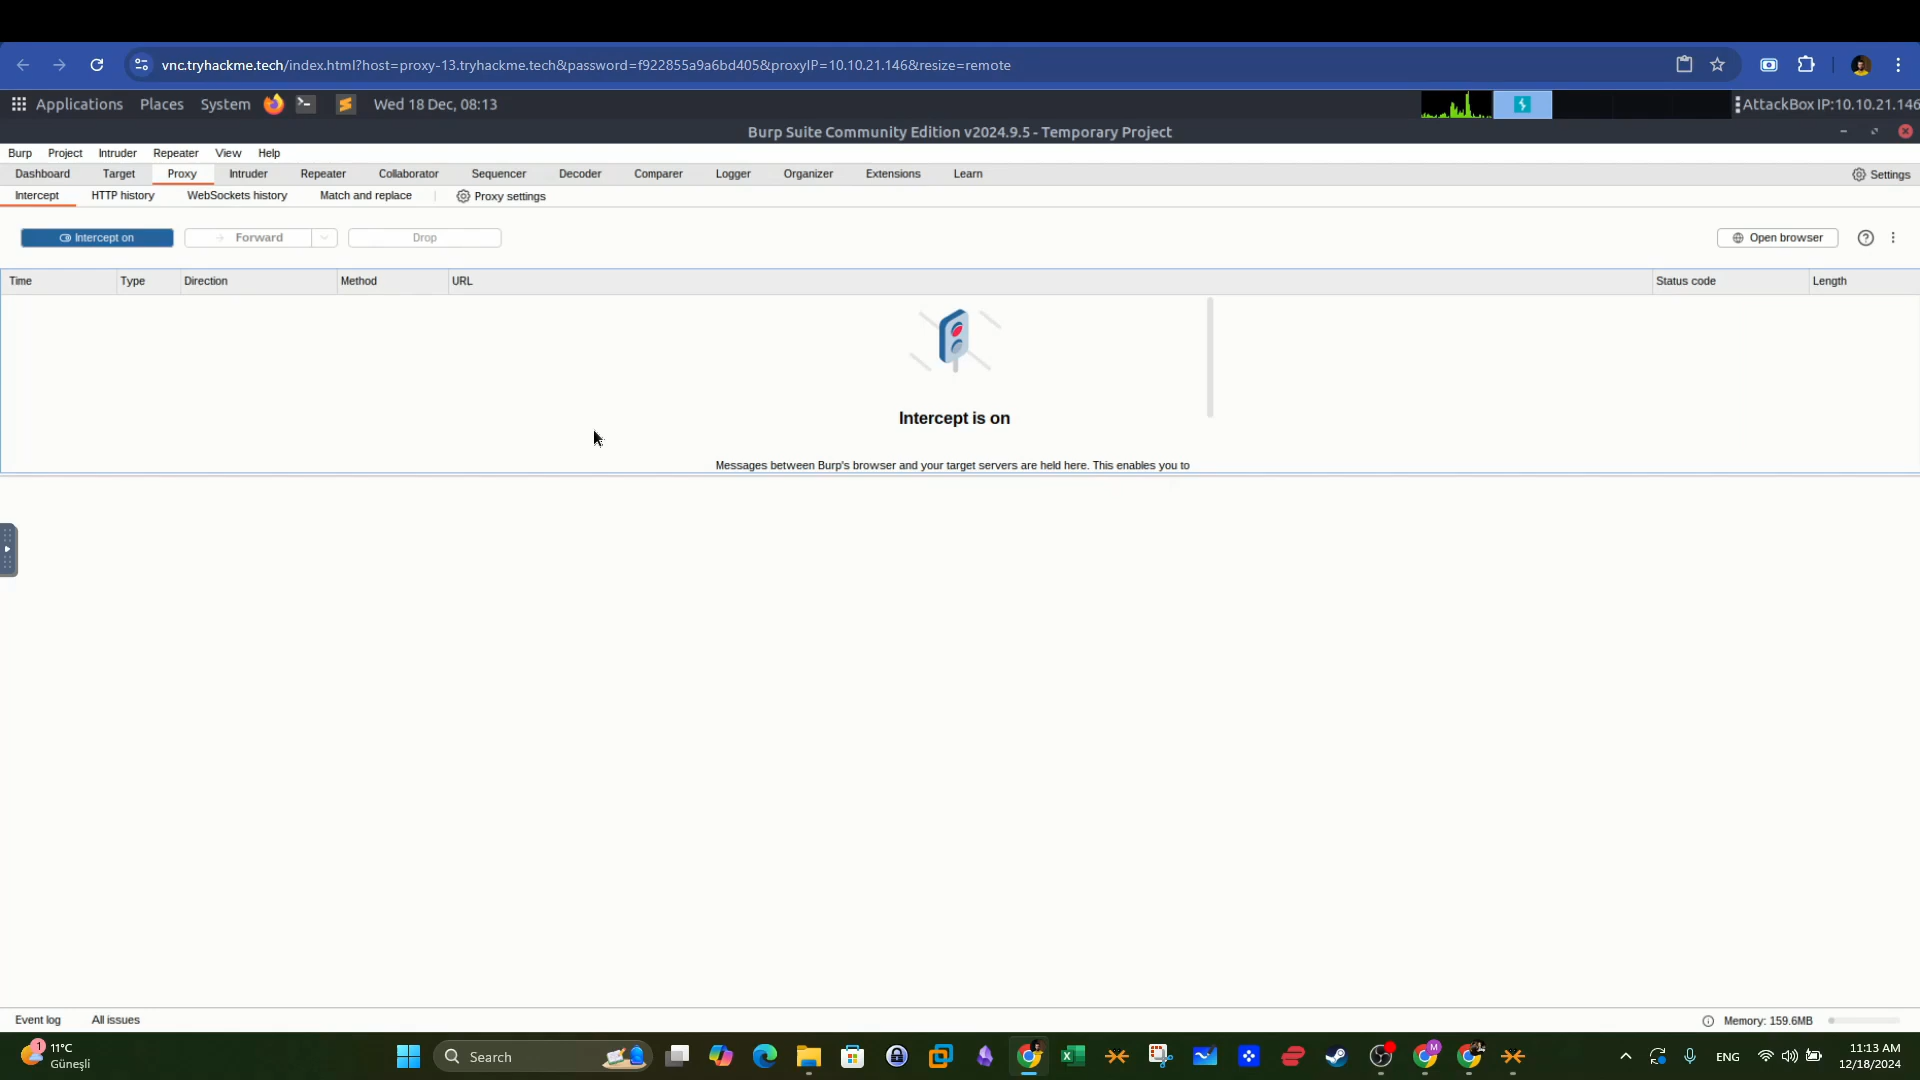 vnc.tryhackme.tech/index.html?host=proxy-13.tryhackme.tech&password=f922855a9a6bd405&proxyIP=10.10.21.146&resize=remote
Applications Places System Wed 18 Dec, 08:13 AttackBox IP:10.10.21.146
Burp Suite Community Edition v2024.9.5 - Temporary Project
Burp Project Intruder Repeater View Help
Dashboard Target Proxy Intruder Repeater Collaborator Sequencer Decoder Comparer Logger Organizer Extensions Learn Settings
Intercept HTTP history WebSockets history Match and replace Proxy settings
Intercept on Forward Drop Open browser
Time Type Direction Method URL Status code Length
Intercept is on
Messages between Burp's browser and your target servers are held here. This enables you to
Event log All issues Memory: 159.6MB
1 11°C Search ENG 11:13 AM
Güneşli 12/18/2024